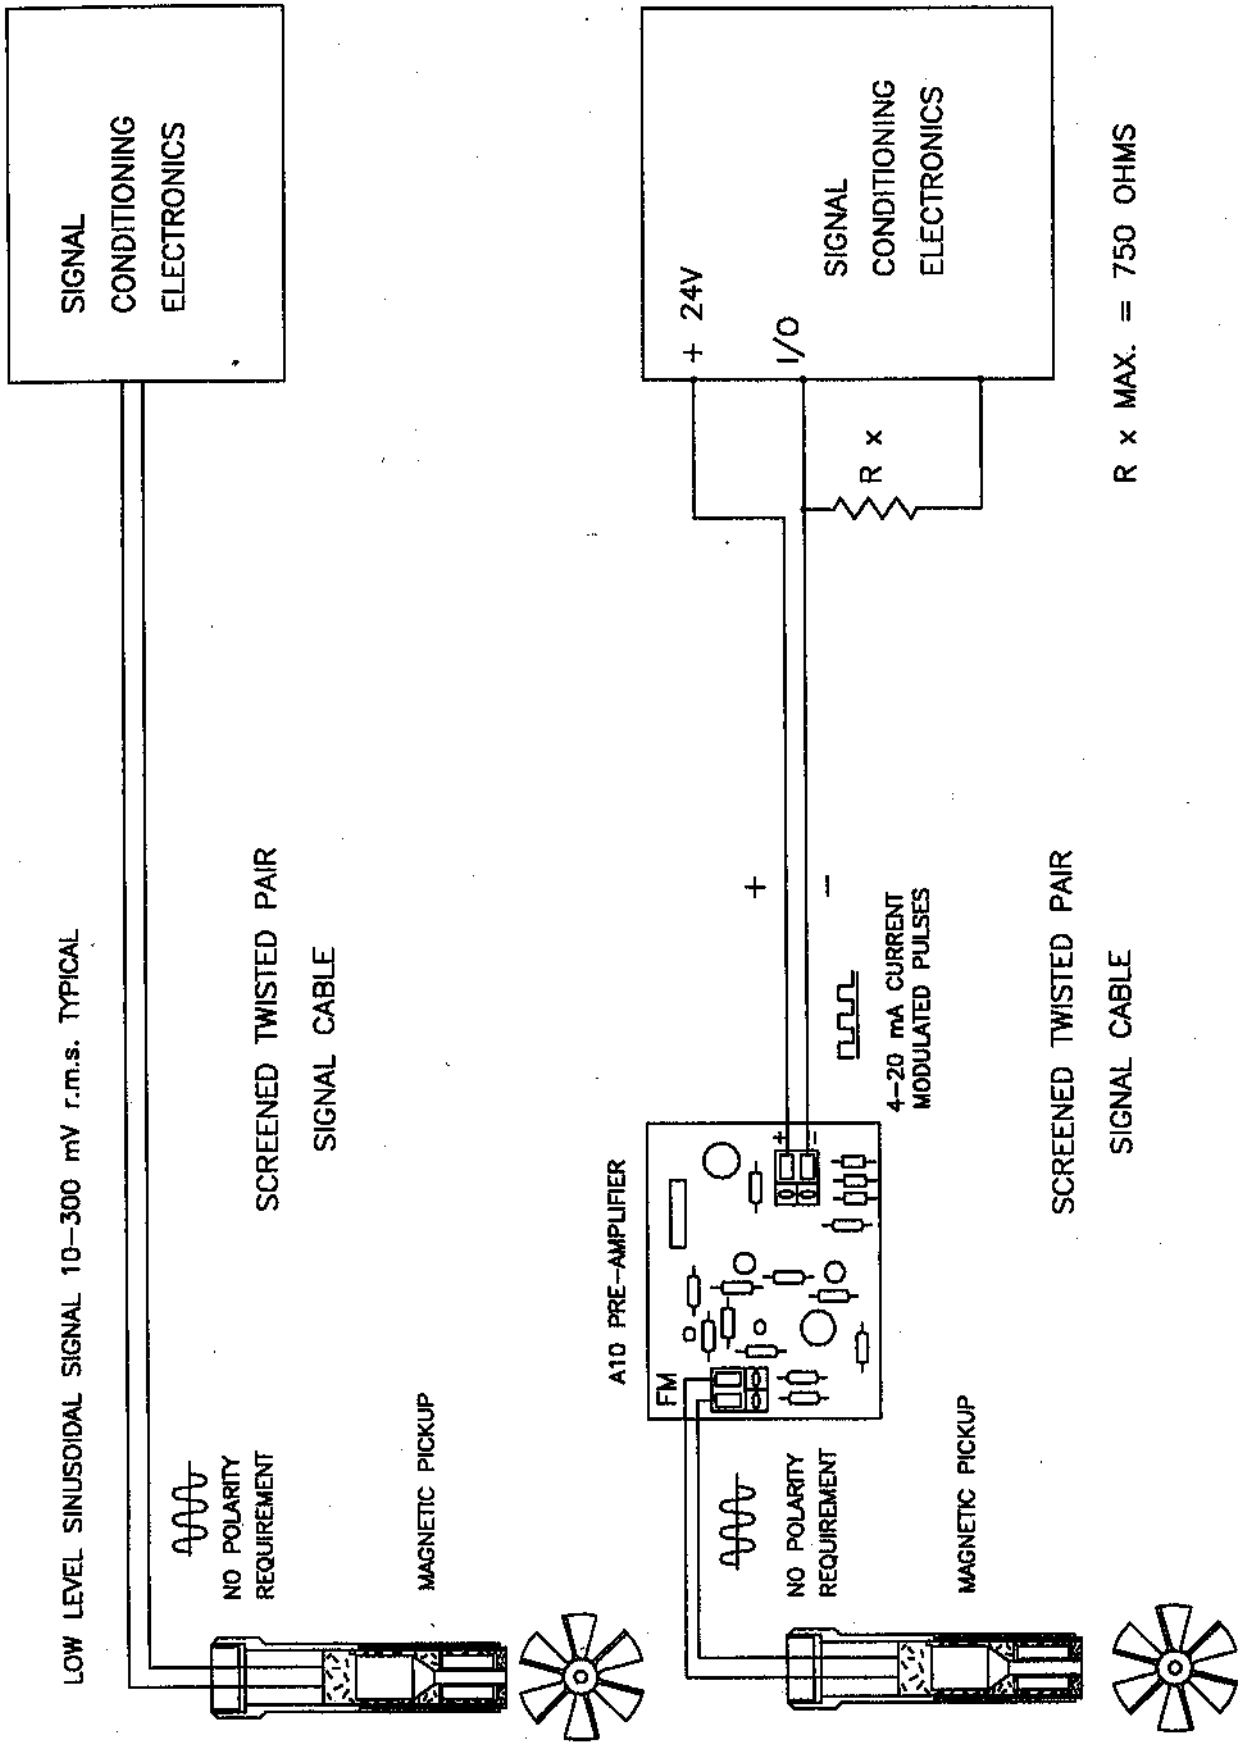 LOW LEVEL SINUSOIDAL SIGNAL 10-300 mV r.m.s. TYPICAL
NO POLARITY
REQUIREMENT
MAGNETIC PICKUP
SCREENED TWISTED PAIR
SIGNAL CABLE
SIGNAL
CONDITIONING
ELECTRONICS
A10 PRE-AMPLIFIER
FM
+
-
NO POLARITY
REQUIREMENT
MAGNETIC PICKUP
+
-
4-20 mA CURRENT
MODULATED PULSES
SCREENED TWISTED PAIR
SIGNAL CABLE
+ 24V
I/O
R x
SIGNAL
CONDITIONING
ELECTRONICS
R x MAX. = 750 OHMS